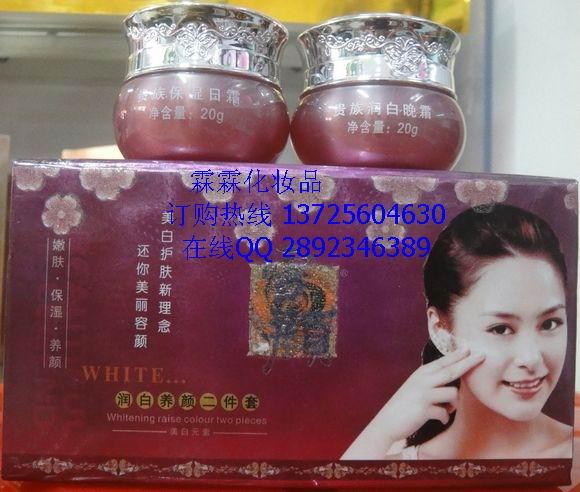 贵族保湿日霜
净含量：20g
贵族润白·晚霜
净含量：20g
霖霖化妆品
订购热线 13725604630
在线QQ 2892346389
嫩肤·保湿·养颜
美白护肤新理念
还你美丽容颜
®
WHITE...
润白养颜二件套
Whitening raise colour two pieces
美白元素